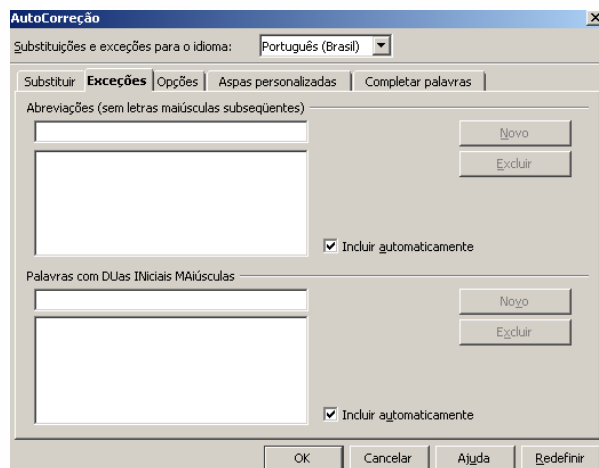 AutoCorreção
Substituições e exceções para o idioma: Português (Brasil)
Substituir Exceções Opções Aspas personalizadas Completar palavras
Abreviações (sem letras maiúsculas subseqüentes)
Novo
Excluir
Incluir automaticamente
Palavras com DUas INiciais MAiúsculas
Novo
Excluir
Incluir automaticamente
OK Cancelar Ajuda Redefinir